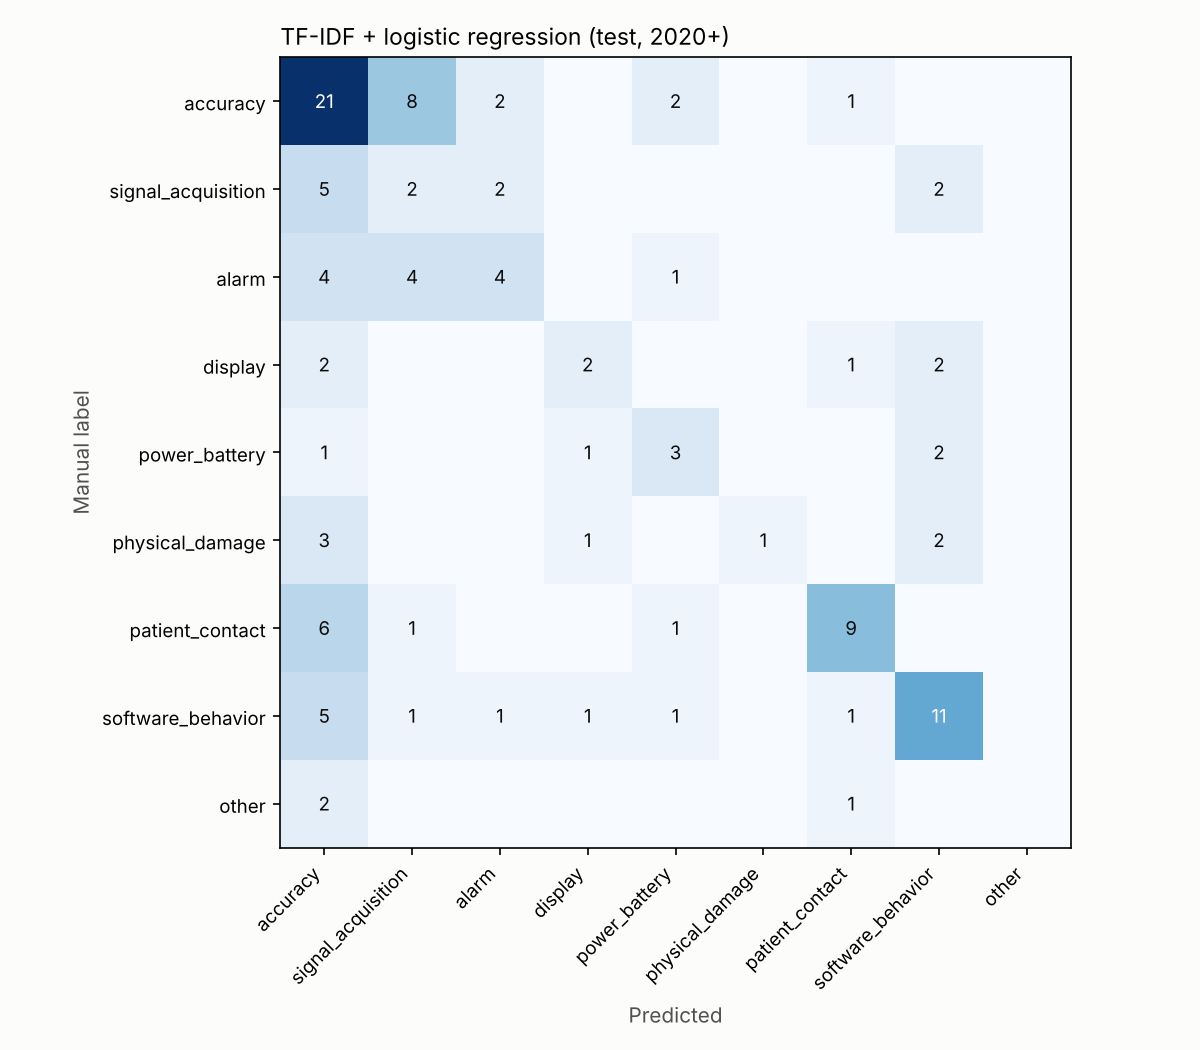 TF-IDF + logistic regression (test, 2020+)
accuracy 21 8 2 2 1
signal_acquisition 5 2 2 2
alarm 4 4 4 1
display 2 2 1 2
power_battery 1 1 3 2
physical_damage 3 1 1 2
patient_contact 6 1 1 9
software_behavior 5 1 1 1 1 1 11
other 2 1
Manual label
accuracy signal_acquisition alarm display power_battery physical_damage patient_contact software_behavior other
Predicted